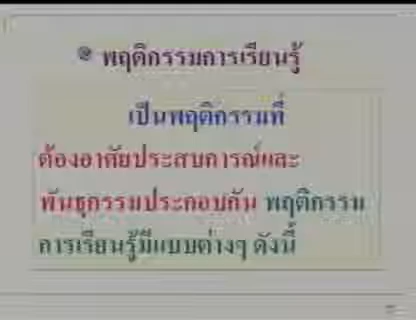 ๏ พฤติกรรมการเรียนรู้
เป็นพฤติกรรมที่
ต้องอาศัยประสบการณ์และ
พันธุกรรมประกอบกัน พฤติกรรม
การเรียนรู้มีแบบต่างๆ ดังนี้